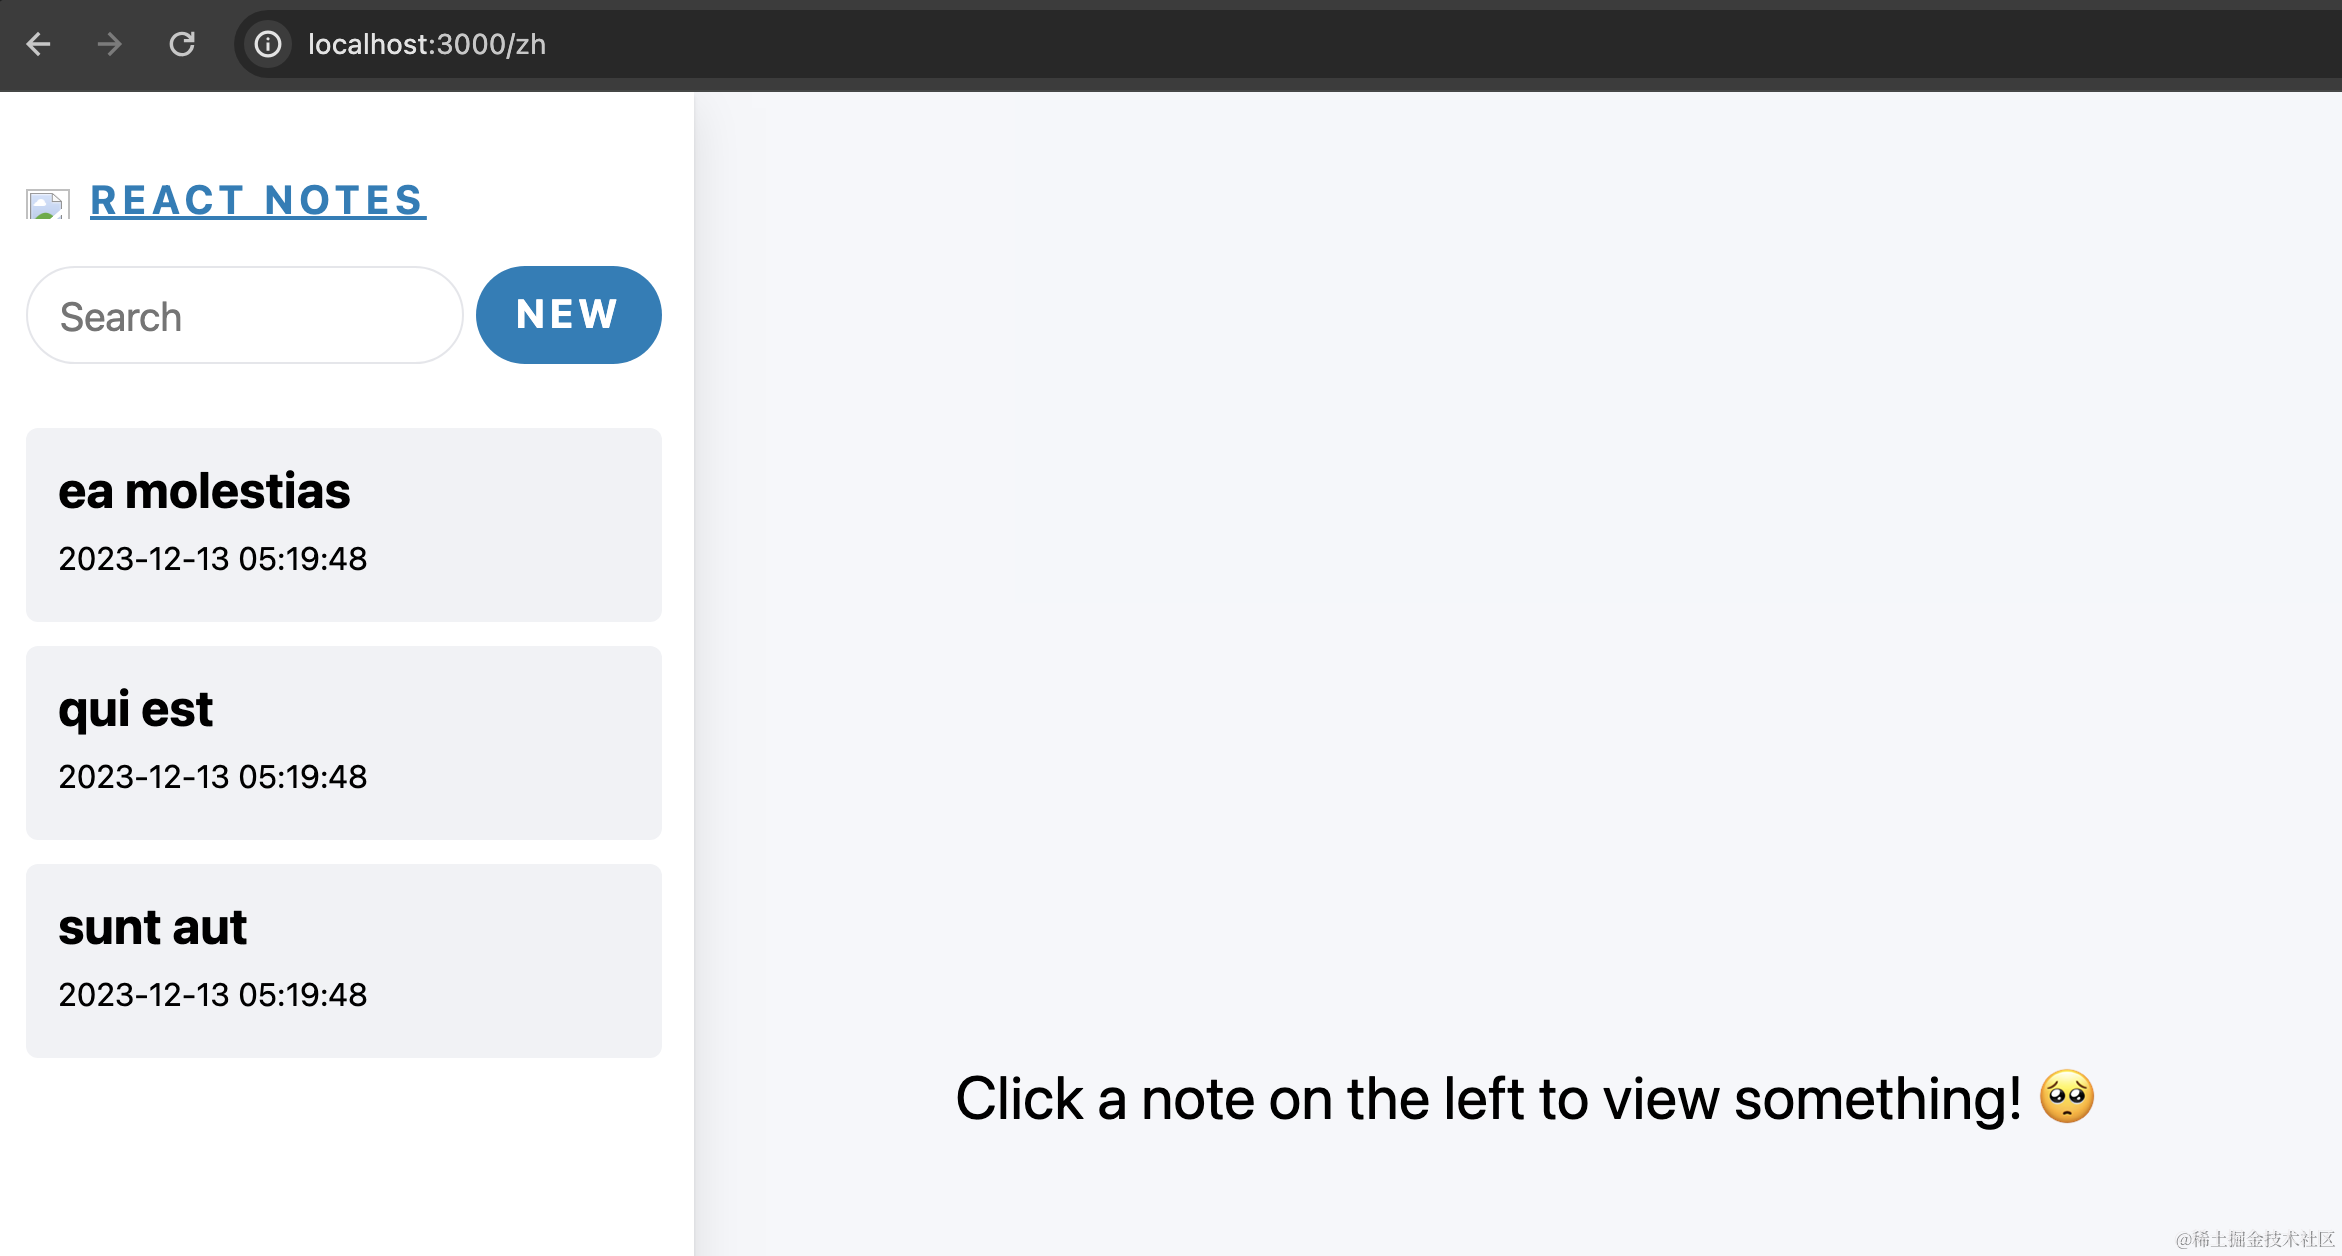 localhost:3000/zh
REACT NOTES
Search
NEW
ea molestias
2023-12-13 05:19:48
qui est
2023-12-13 05:19:48
sunt aut
2023-12-13 05:19:48
Click a note on the left to view something! 🥺
@稀土掘金技术社区